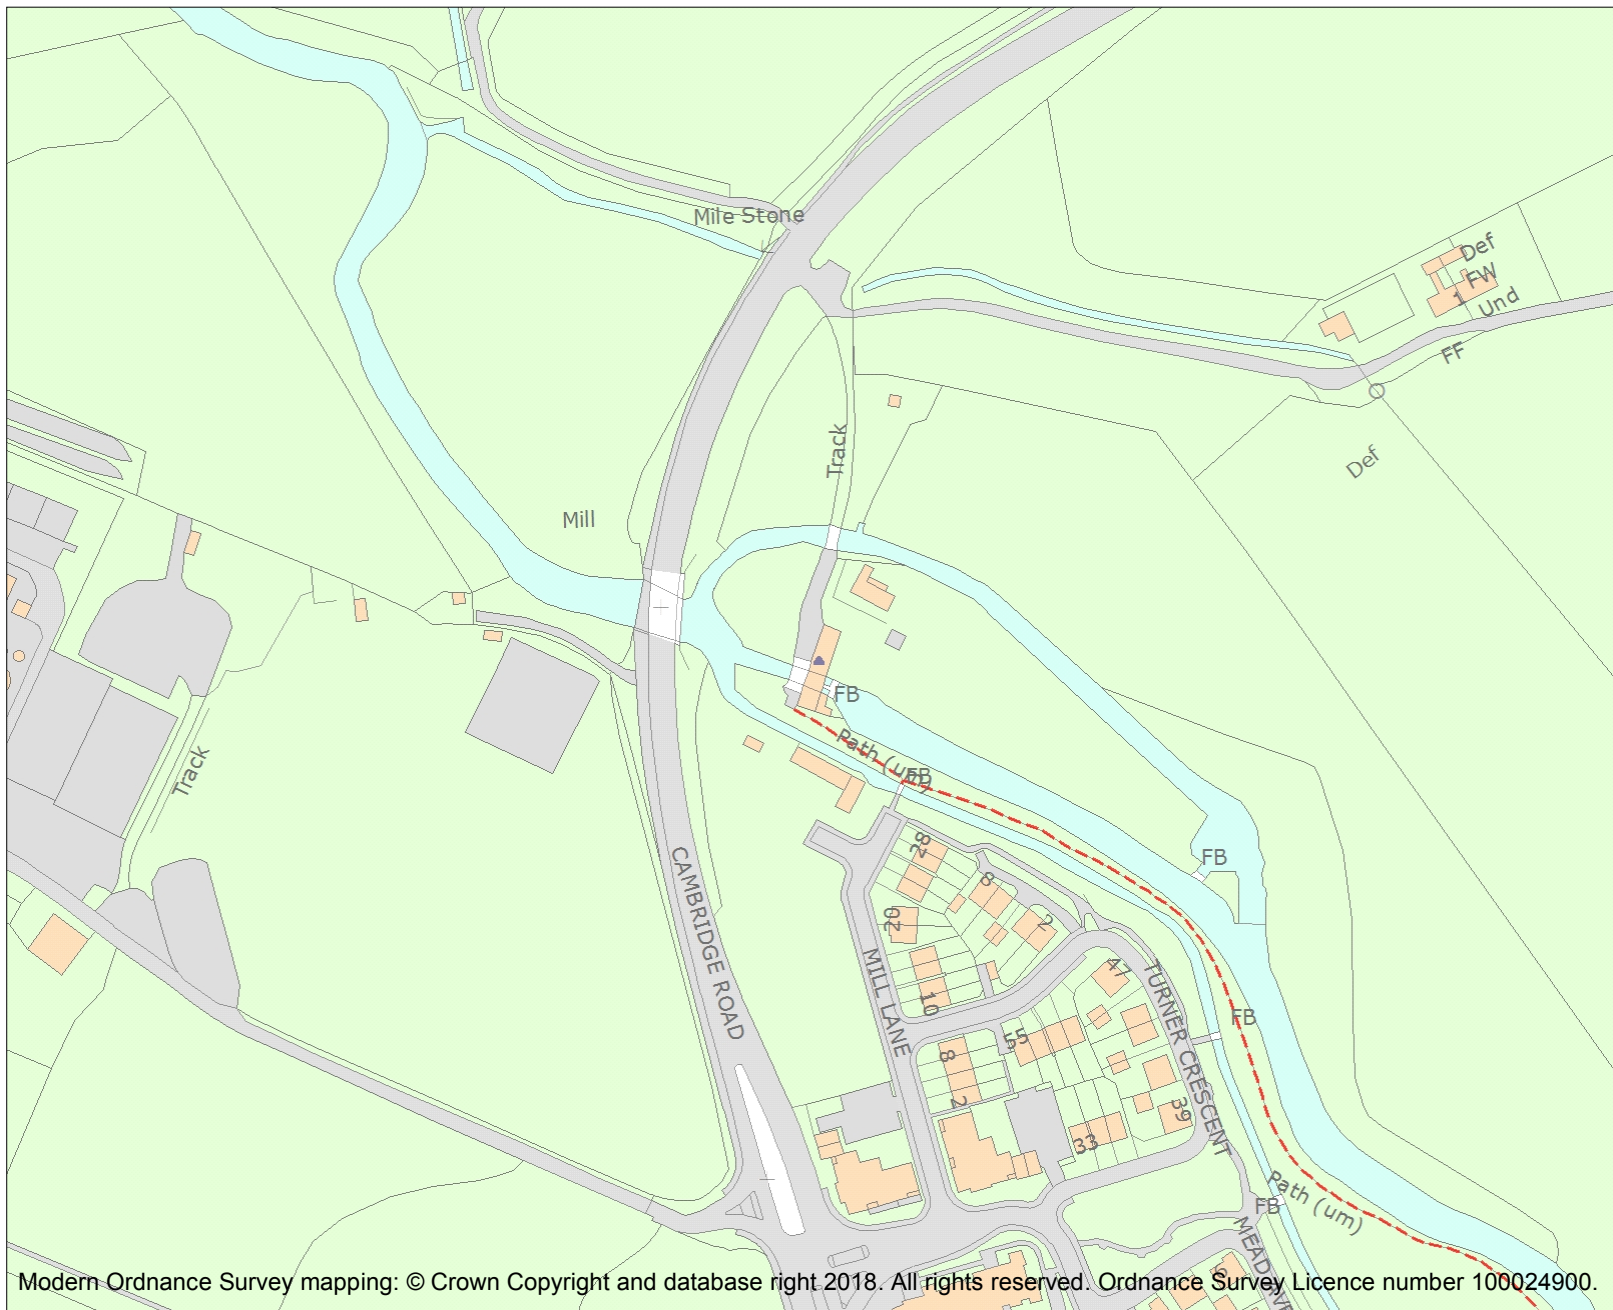 Mile Stone
Def
FW
1
Und
FF
Track
Def
Mill
FB
Path (um)
FB
Track
28
FB
8
CAMBRIDGE ROAD
20
2
MILL LANE
47
TURNER CRESCENT
10
FB
55
8
2
39
33
Path (um)
FB
Modern Ordnance Survey mapping: © Crown Copyright and database right 2018. All rights reserved. Ordnance Survey Licence number 100024900.